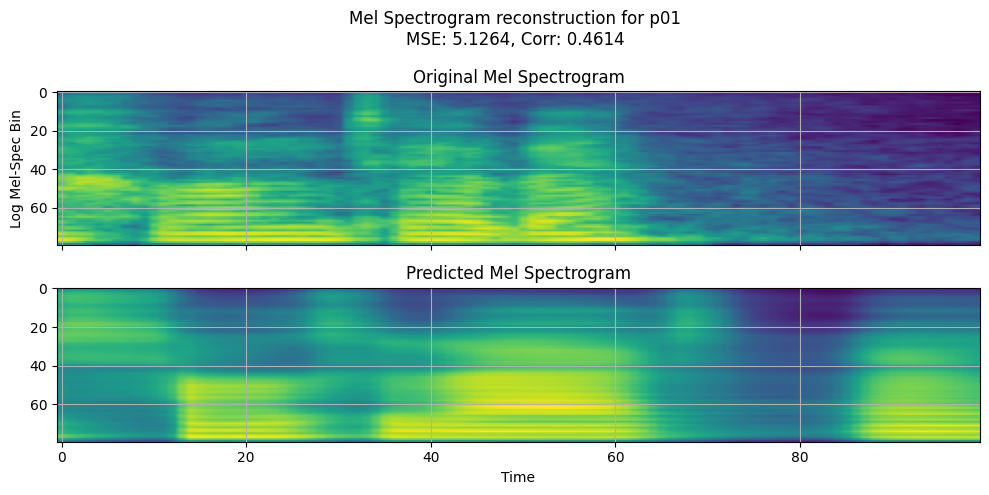 Mel Spectrogram reconstruction for p01
MSE: 5.1264, Corr: 0.4614
Original Mel Spectrogram
0
20
40
60
Log Mel-Spec Bin
Predicted Mel Spectrogram
0
20
40
60
0 20 40 60 80
Time